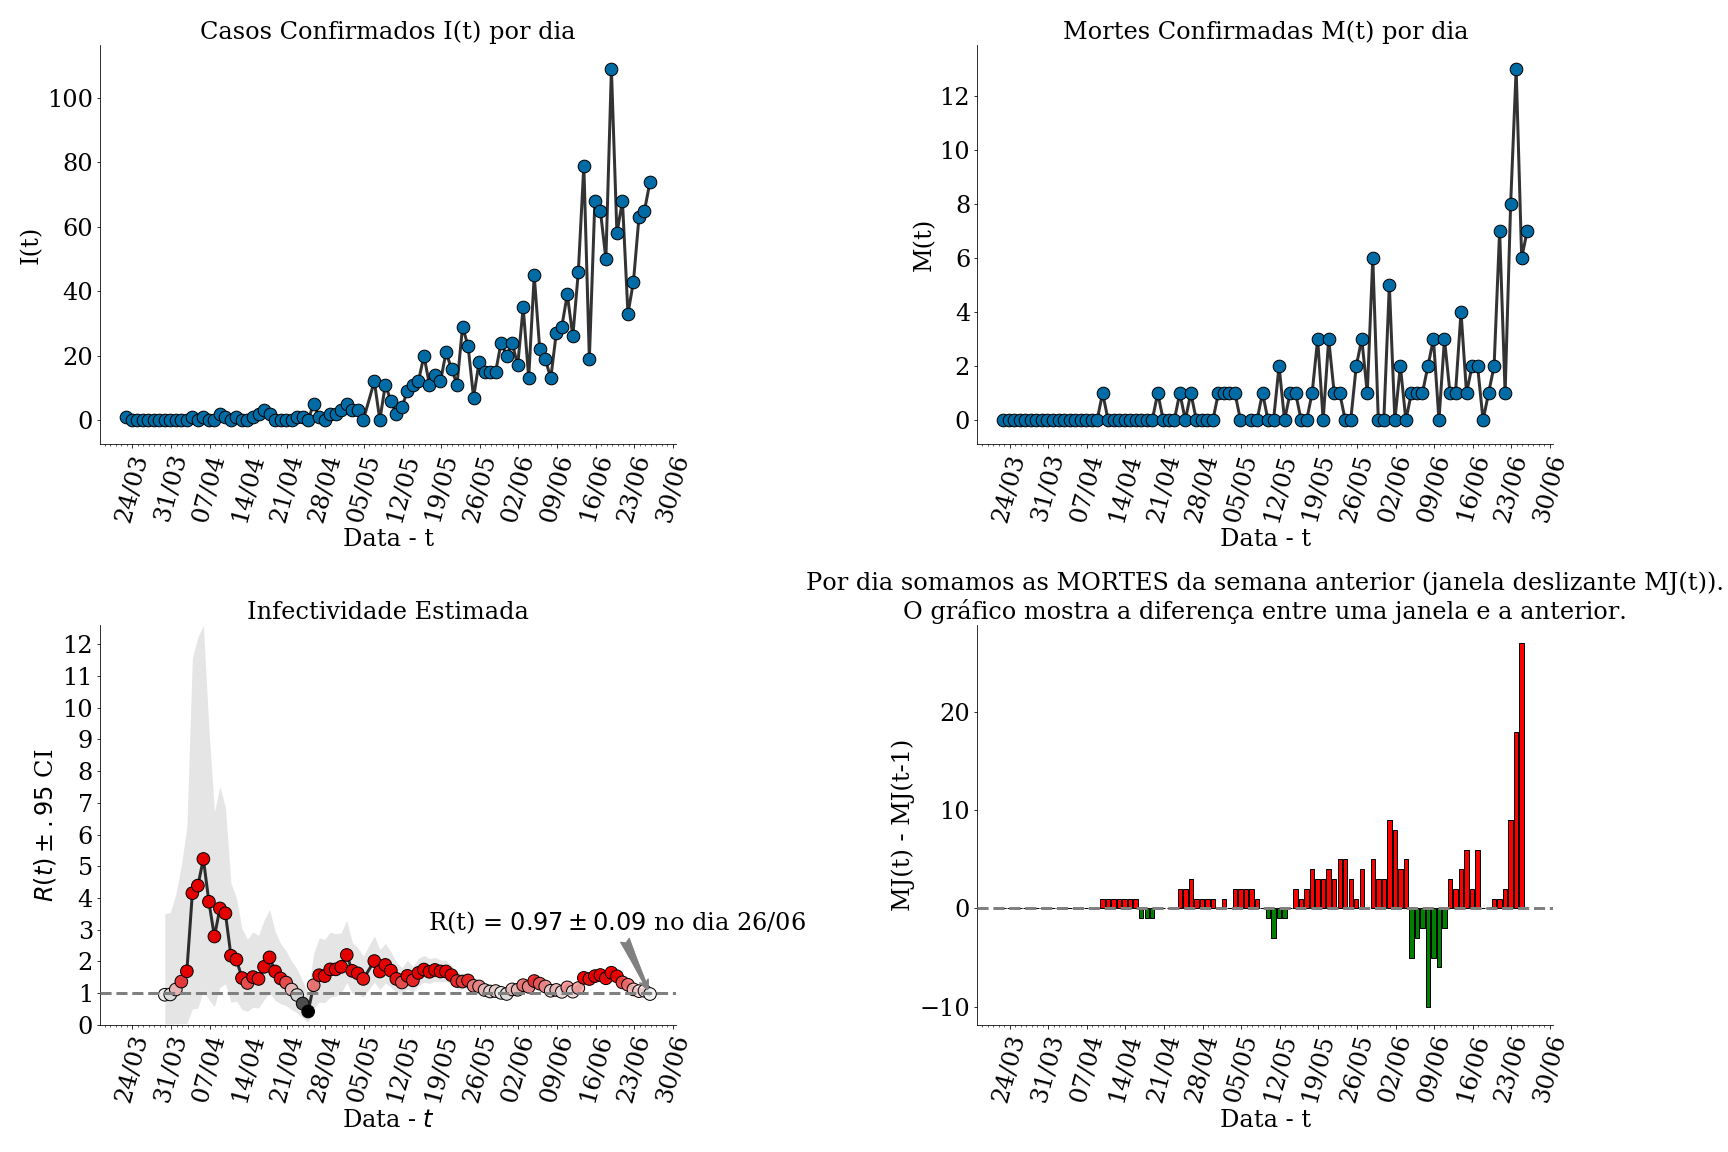 Casos Confirmados I(t) por dia
I(t)
100
80
60
40
20
0
24/03 31/03 07/04 14/04 21/04 28/04 05/05 12/05 19/05 26/05 02/06 09/06 16/06 23/06 30/06
Data - t
Mortes Confirmadas M(t) por dia
M(t)
12
10
8
6
4
2
0
24/03 31/03 07/04 14/04 21/04 28/04 05/05 12/05 19/05 26/05 02/06 09/06 16/06 23/06 30/06
Data - t
Infectividade Estimada
R(t) ± .95 CI
12
11
10
9
8
7
6
5
4
3
2
1
0
R(t) = 0.97 ± 0.09 no dia 26/06
24/03 31/03 07/04 14/04 21/04 28/04 05/05 12/05 19/05 26/05 02/06 09/06 16/06 23/06 30/06
Data - t
Por dia somamos as MORTES da semana anterior (janela deslizante MJ(t)).
O gráfico mostra a diferença entre uma janela e a anterior.
MJ(t) - MJ(t-1)
20
10
0
−10
24/03 31/03 07/04 14/04 21/04 28/04 05/05 12/05 19/05 26/05 02/06 09/06 16/06 23/06 30/06
Data - t